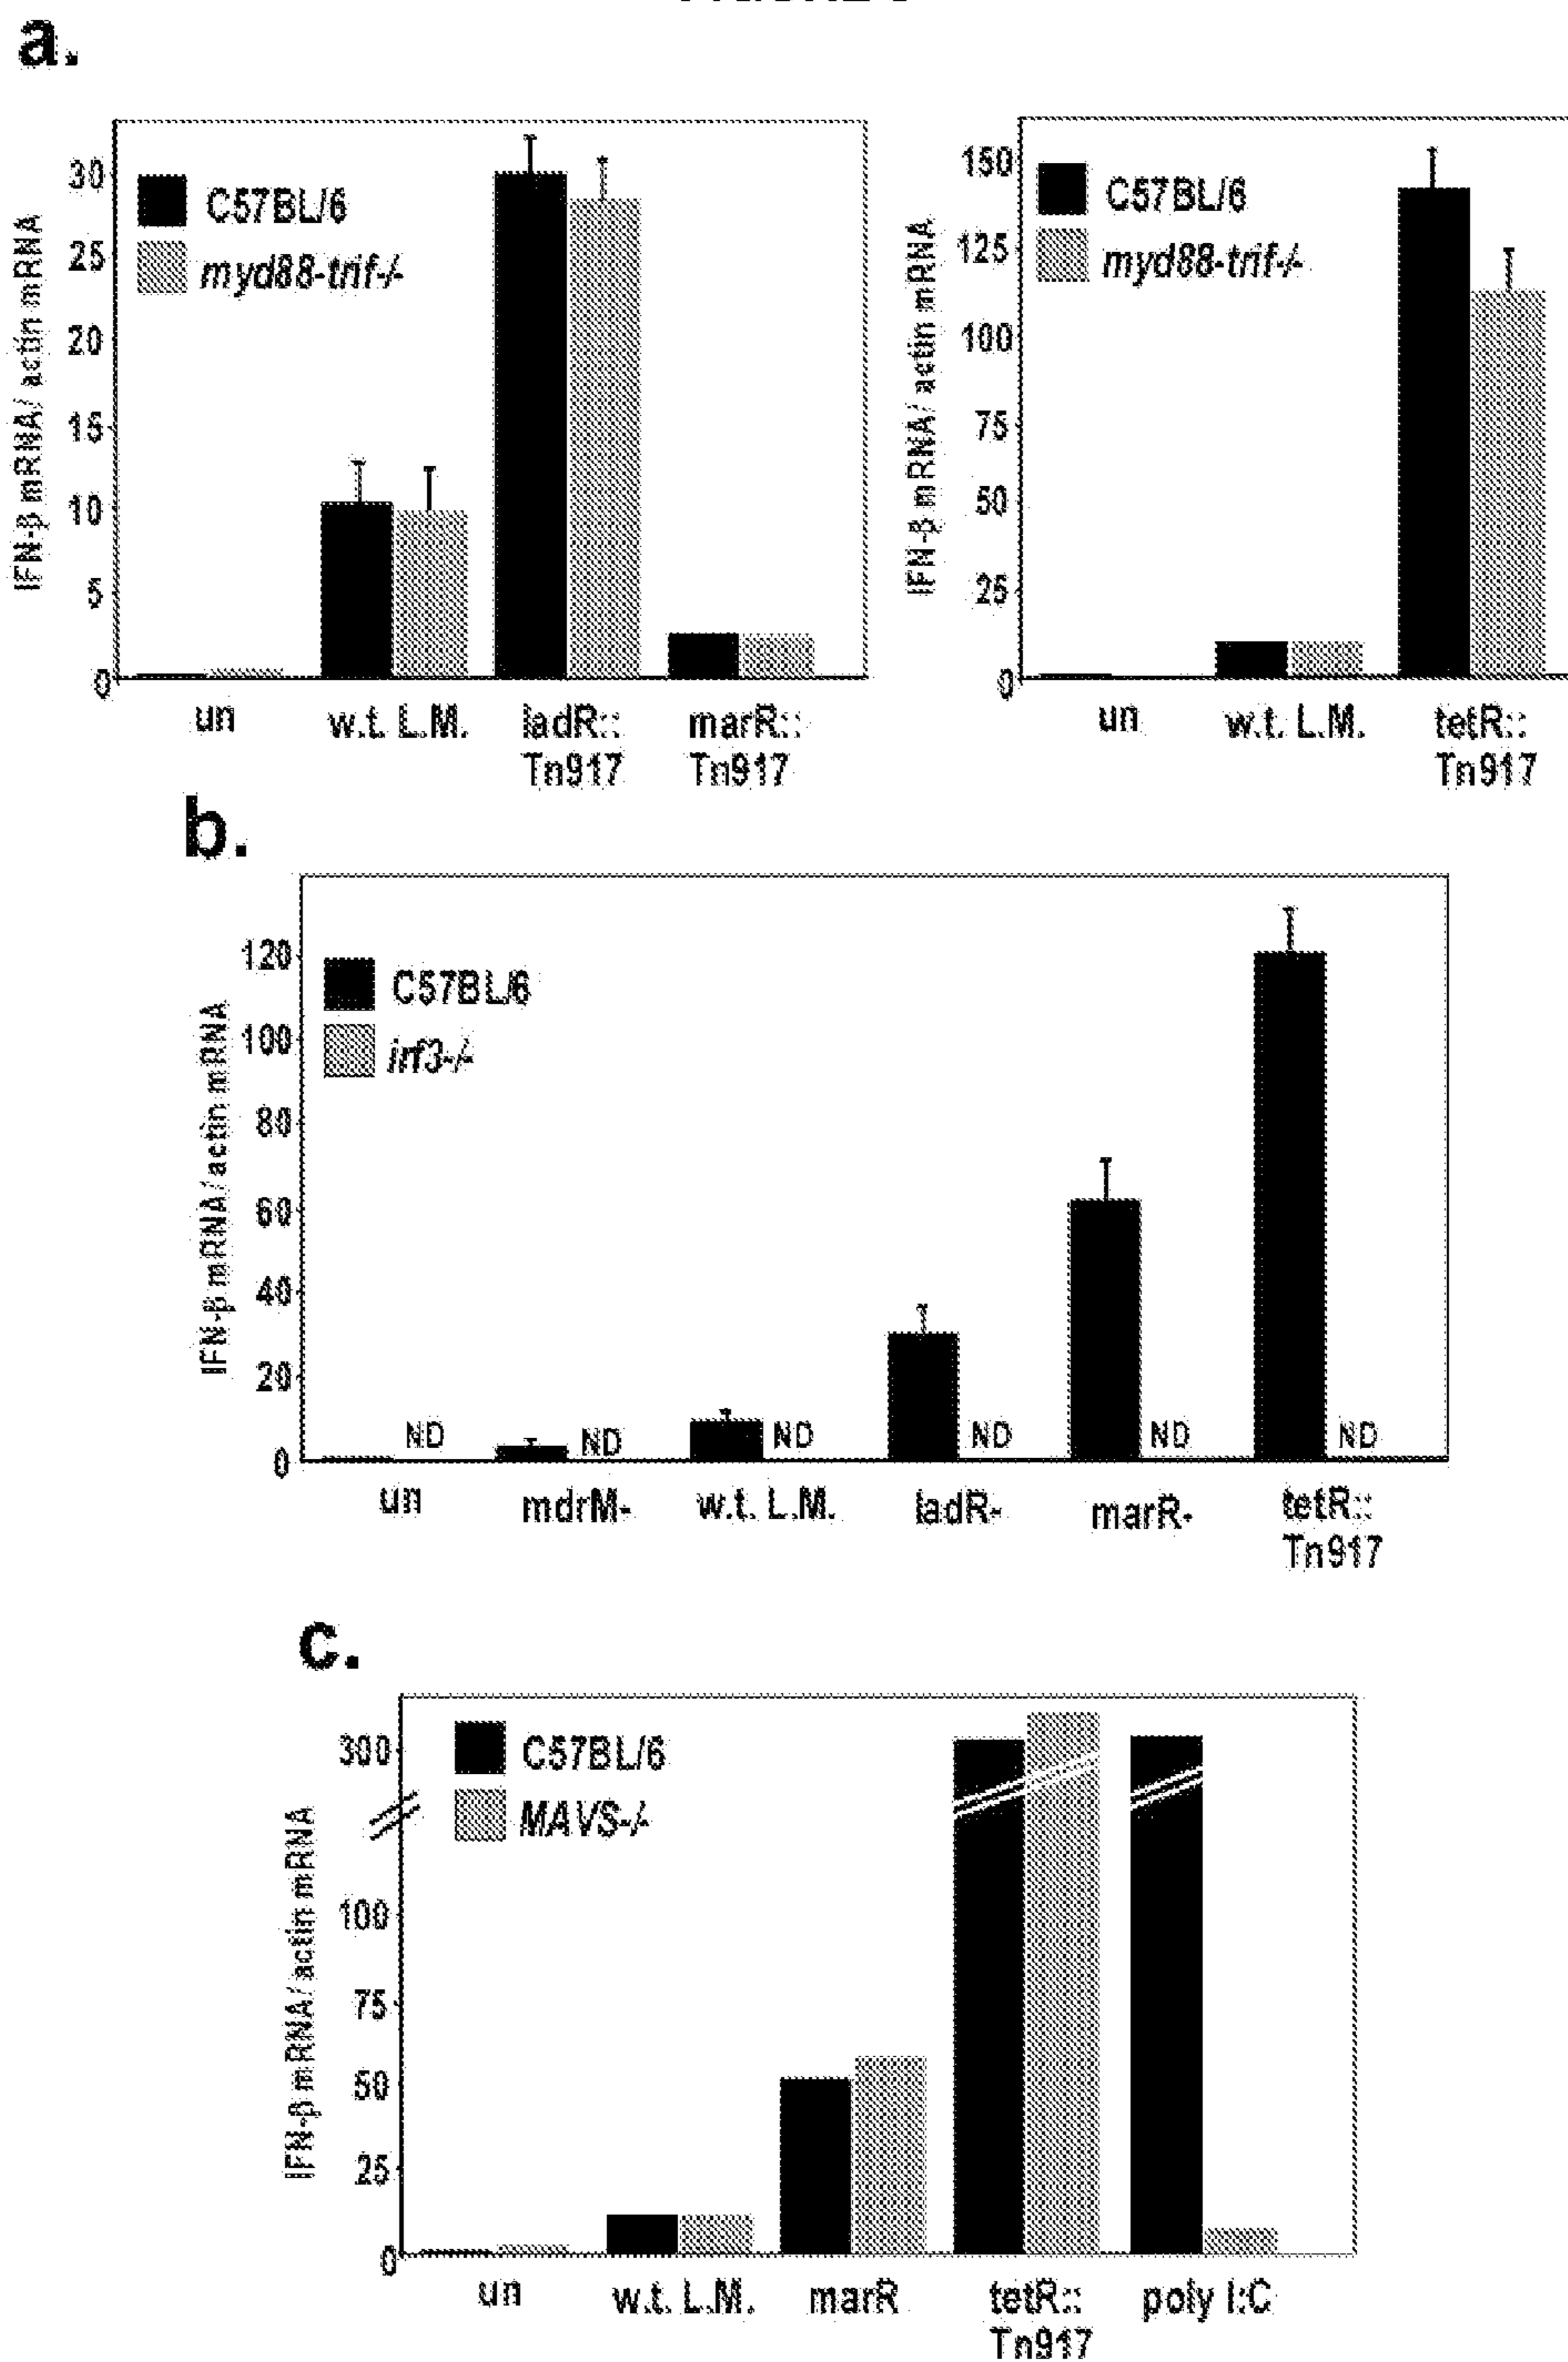 a.
C57BL/6
myd88-trif-/-
IFN-β mRNA/ actin mRNA
30
25
20
15
10
5
0
un
w.t. L.M.
ladR::
Tn917
marR::
Tn917
C57BL/6
myd88-trif-/-
IFN-β mRNA/ actin mRNA
150
125
100
75
50
25
0
un
w.t. L.M.
tetR::
Tn917
b.
C57BL/6
irf3-/-
IFN-β mRNA/actin mRNA
120
100
80
60
40
20
0
ND
ND
ND
ND
ND
ND
un
mdrM-
w.t. L.M.
ladR-
marR-
tetR::
Tn917
c.
C57BL/6
MAVS-/-
IFN-β mRNA/ actin mRNA
300
100
75
50
25
0
un
w.t. L.M.
marR
tetR::
Tn917
poly I:C